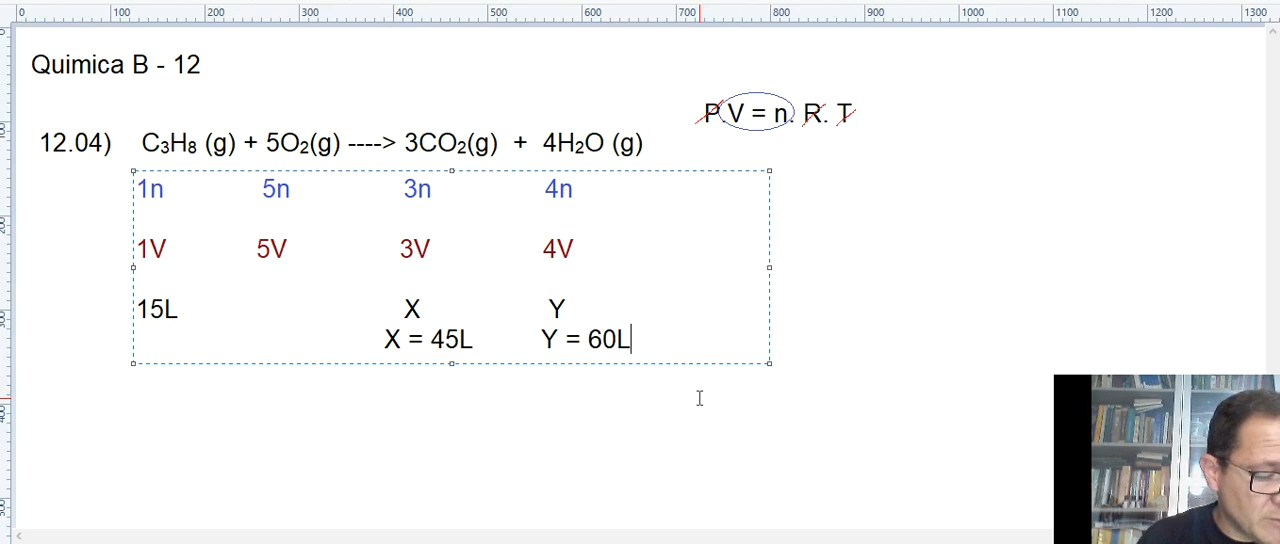 0 100 200 300 400 500 600 700 800 900 1000 1100 1200 1300
Quimica B - 12
P.V = n. R. T
12.04) C₃H₈ (g) + 5O₂(g) ----> 3CO₂(g) + 4H₂O (g)
1n 5n 3n 4n
1V 5V 3V 4V
15L X Y
X = 45L Y = 60L